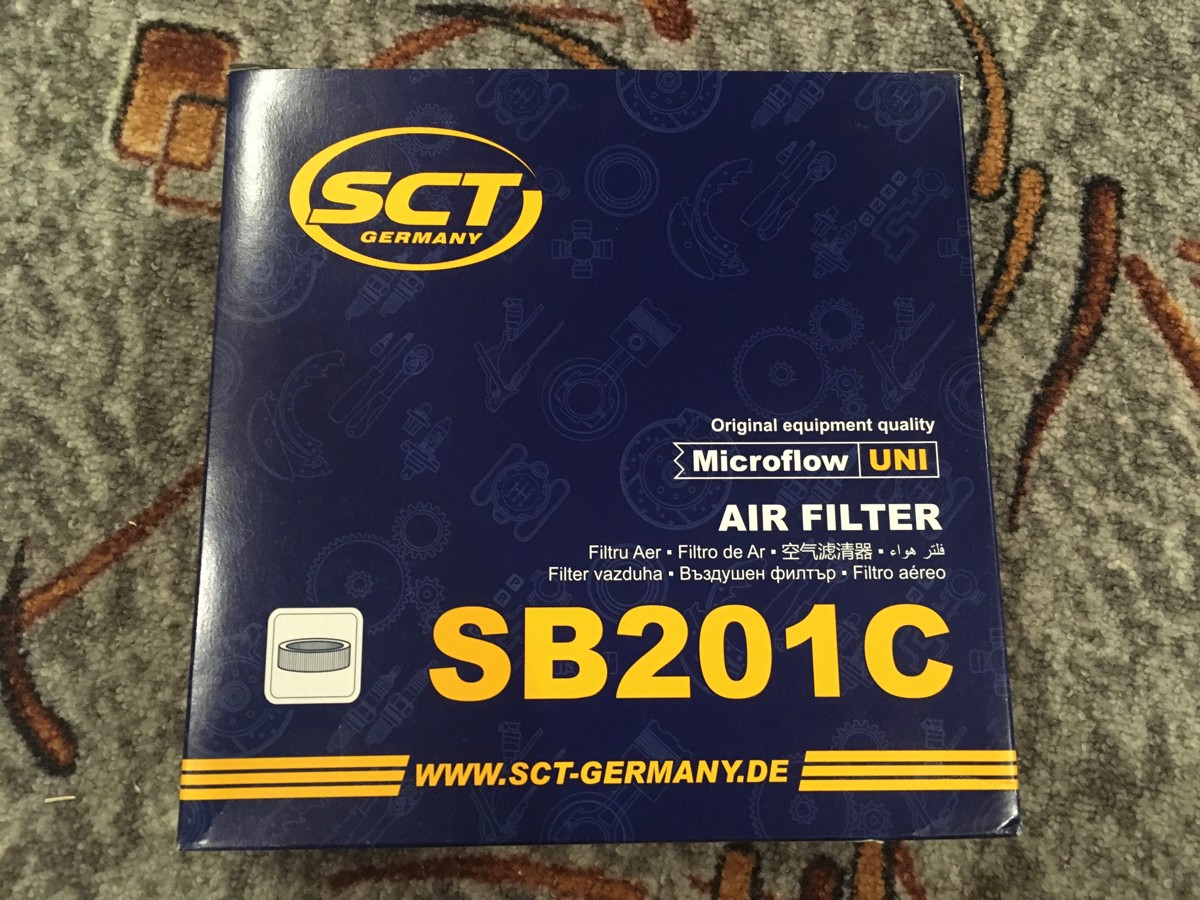 SCT
GERMANY
Original equipment quality
Microflow UNI
AIR FILTER
Filtru Aer ▪ Filtro de Ar ▪ 空气滤清器 ▪ فلتر هواء
Filter vazduha ▪ Въздушен филтър ▪ Filtro aéreo
SB201C
WWW.SCT-GERMANY.DE